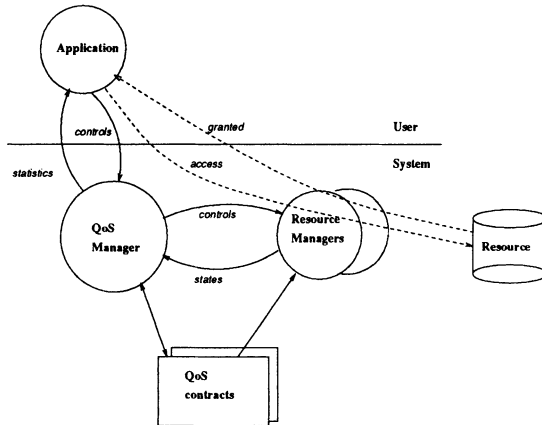 Application
controls
granted
User
statistics
access
System
QoS
Manager
controls
Resource
Managers
Resource
states
QoS
contracts